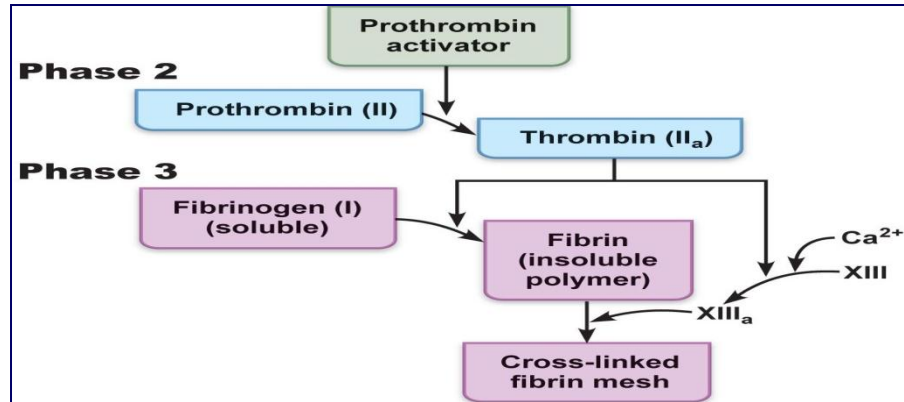 Prothrombin
activator
Phase 2
Prothrombin (II)
Thrombin (IIₐ)
Phase 3
Fibrinogen (I)
(soluble)
Fibrin
(insoluble
polymer)
Ca²⁺
XIII
XIIIₐ
Cross-linked
fibrin mesh